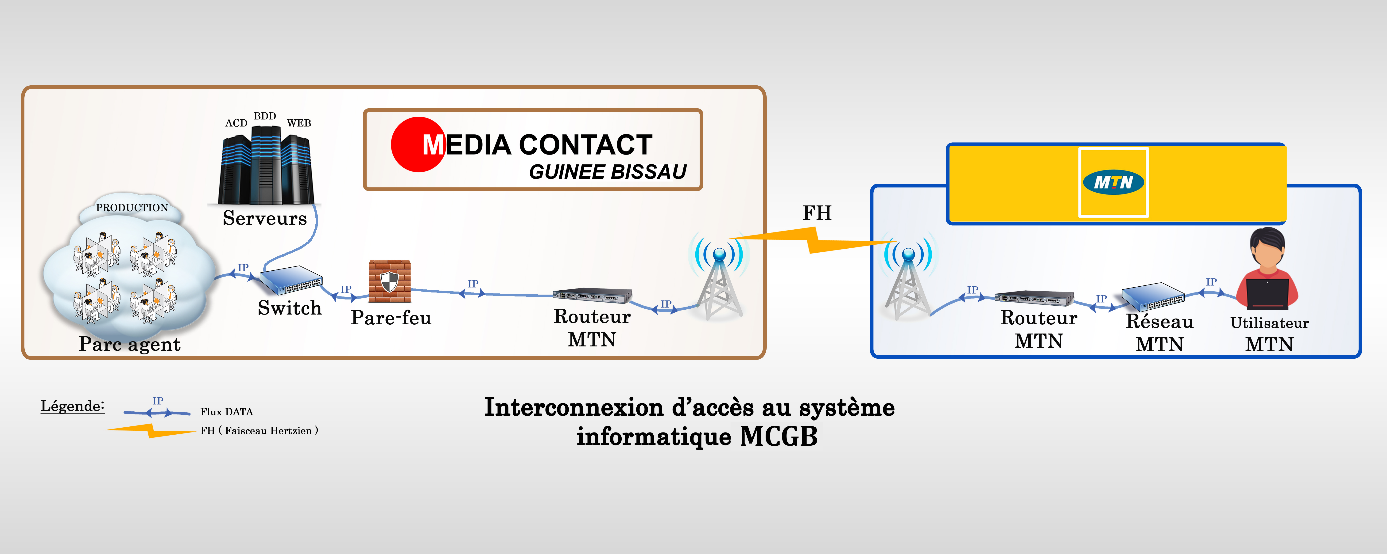 MEDIA CONTACT
GUINEE BISSAU
ACD BDD WEB
Serveurs
PRODUCTION
Parc agent
IP
Switch
IP
Pare-feu
IP
Routeur
MTN
IP
FH
MTN
IP
Routeur
MTN
IP
Réseau
MTN
IP
Utilisateur
MTN
Légende:
IP
Flux DATA
FH ( Faisceau Hertzien )
Interconnexion d'accès au système
informatique MCGB